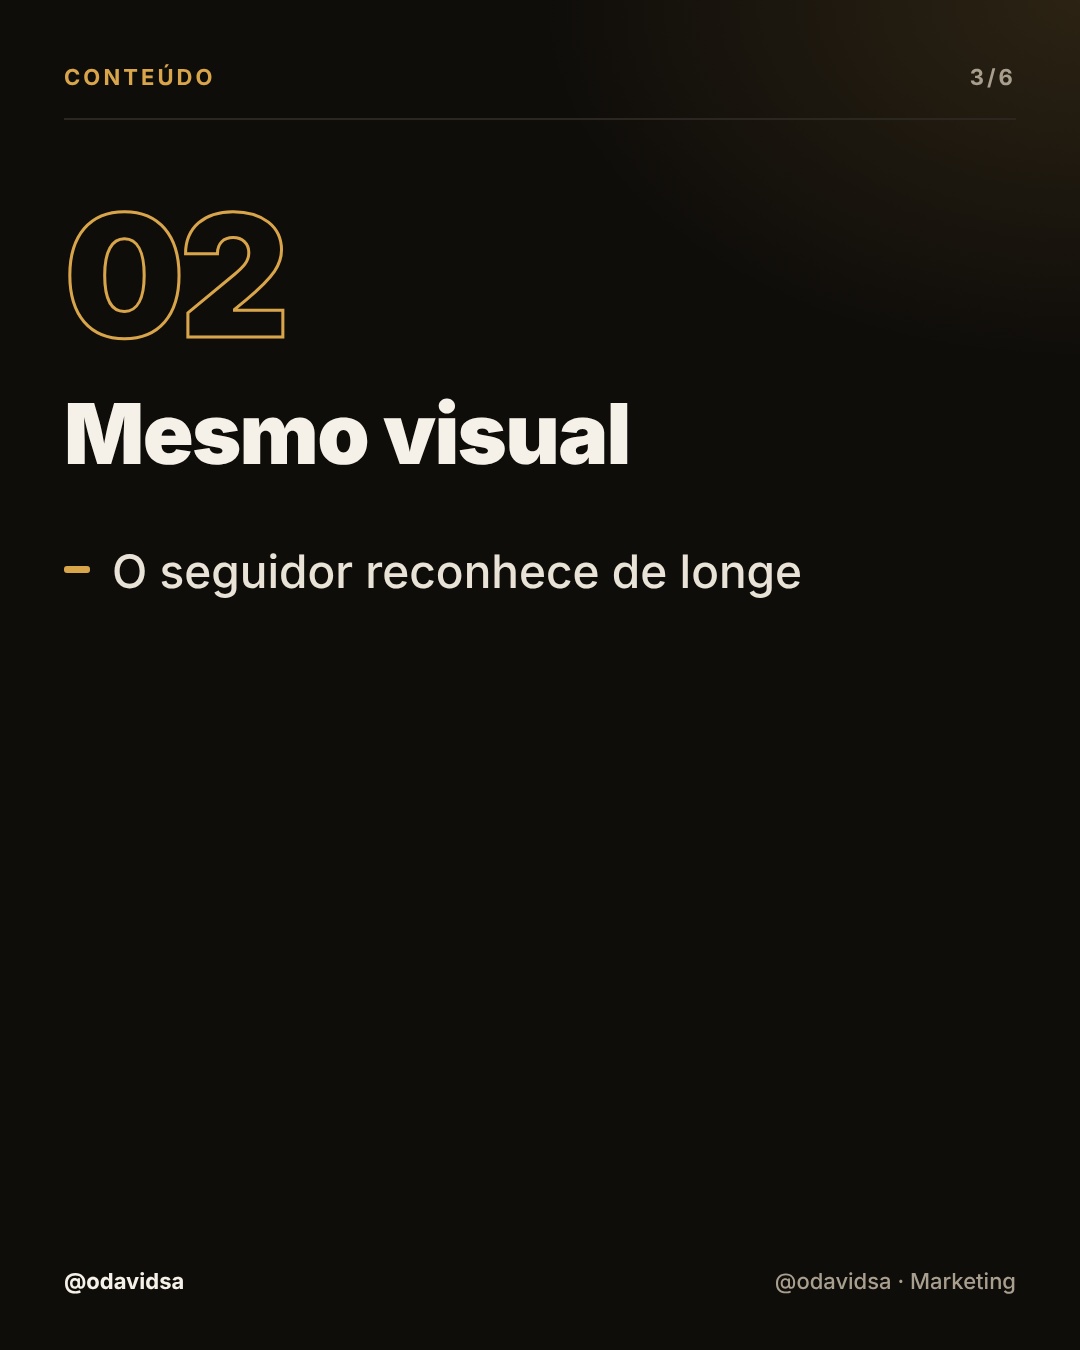 CONTEÚDO
3/6
02
Mesmo visual
O seguidor reconhece de longe
@odavidsa
@odavidsa · Marketing